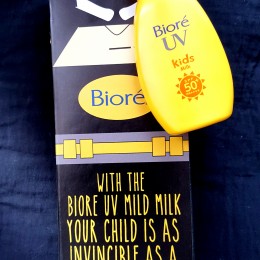 Bioré
UV
kids
MILK
SPF
50
Bioré
WITH THE
BIORE UV MILD MILK
YOUR CHILD IS AS
INVINCIBLE AS A